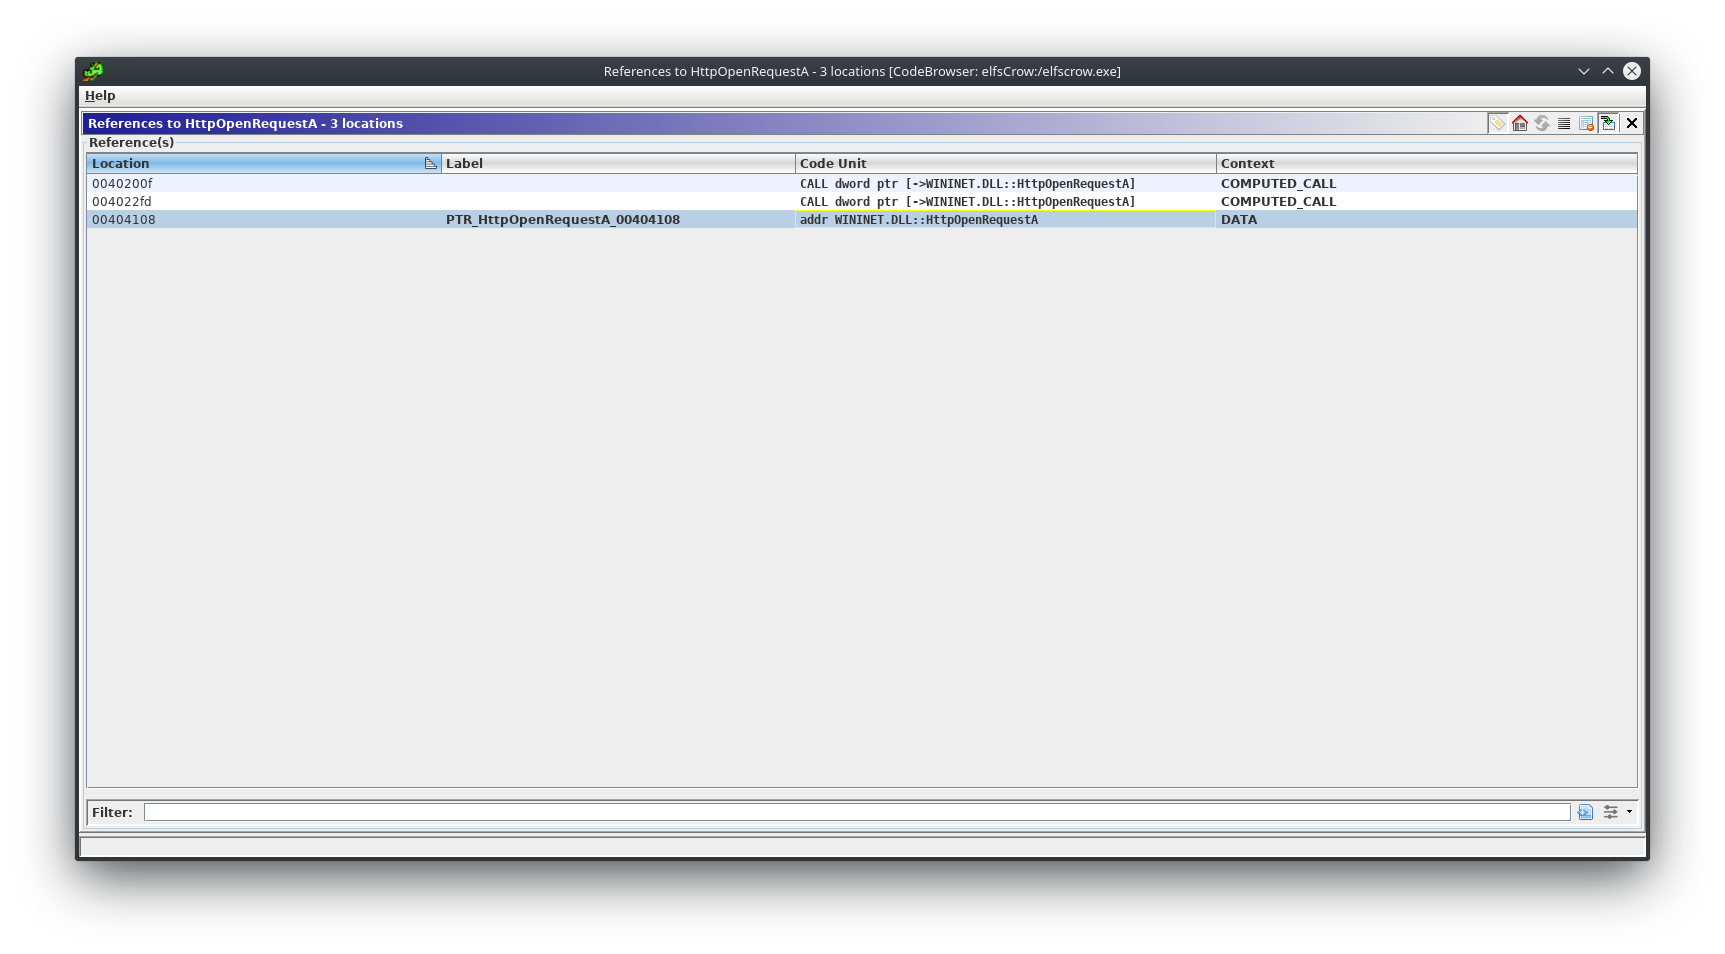 References to HttpOpenRequestA - 3 locations [CodeBrowser: elfsCrow:/elfscrow.exe]
Help
References to HttpOpenRequestA - 3 locations
Reference(s)
Location Label Code Unit Context
0040200f CALL dword ptr [->WININET.DLL::HttpOpenRequestA] COMPUTED_CALL
004022fd CALL dword ptr [->WININET.DLL::HttpOpenRequestA] COMPUTED_CALL
00404108 PTR_HttpOpenRequestA_00404108 addr WININET.DLL::HttpOpenRequestA DATA
Filter: